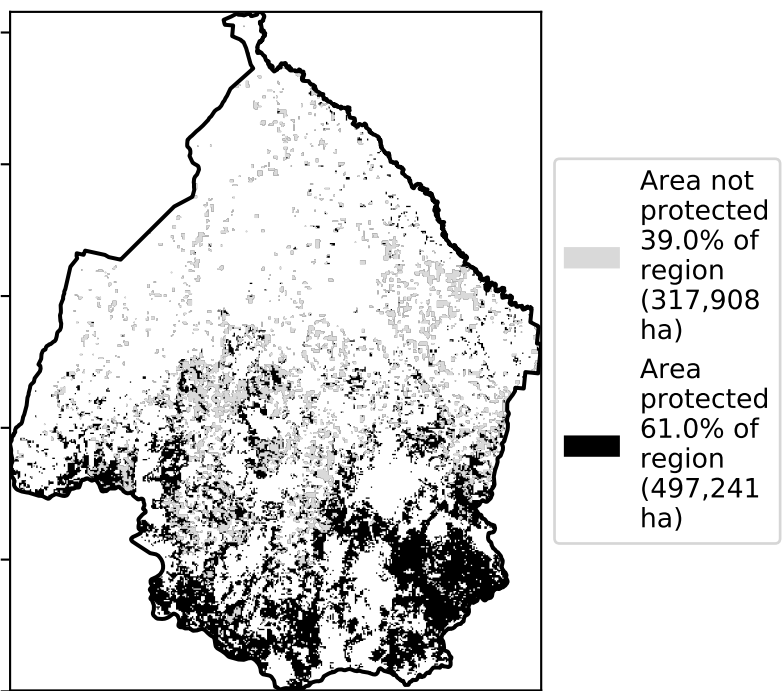 Area not
protected
39.0% of
region
(317,908
ha)
Area
protected
61.0% of
region
(497,241
ha)